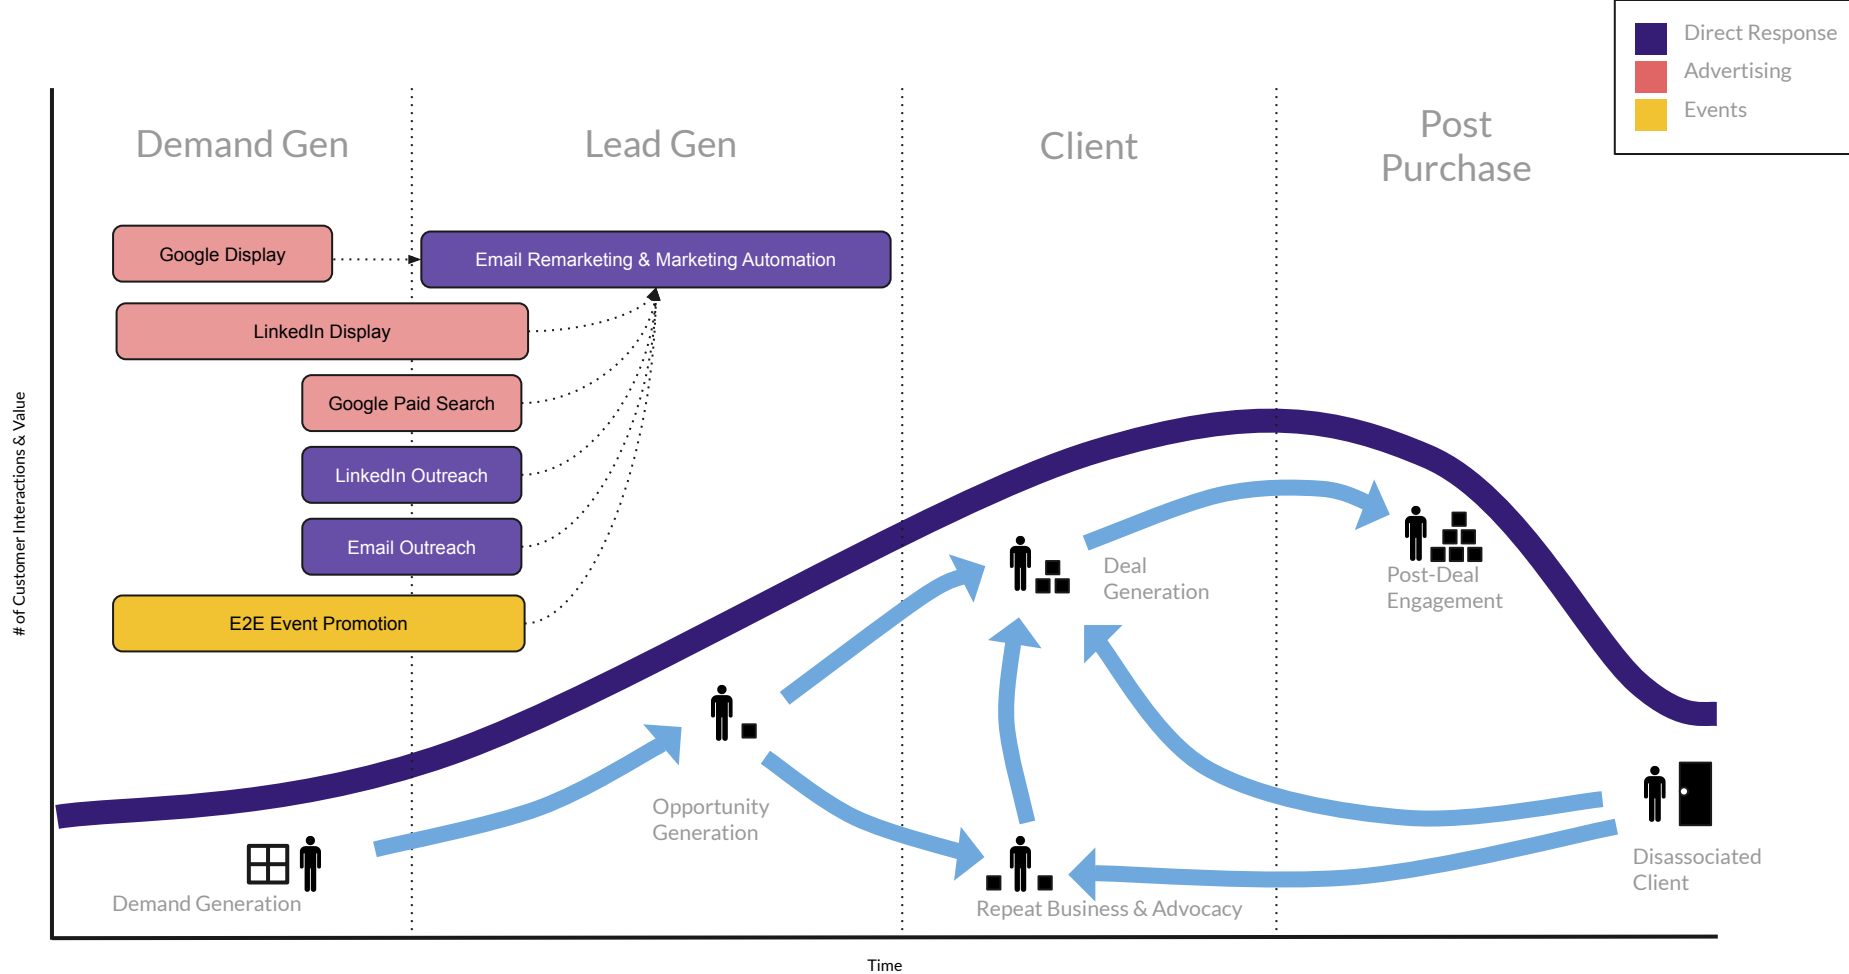 Direct Response
Advertising
Events
Demand Gen
Lead Gen
Client
Post
Purchase
Google Display
Email Remarketing & Marketing Automation
LinkedIn Display
Google Paid Search
LinkedIn Outreach
Email Outreach
E2E Event Promotion
# of Customer Interactions & Value
Deal
Generation
Post-Deal
Engagement
Opportunity
Generation
Disassociated
Client
Demand Generation
Repeat Business & Advocacy
Time